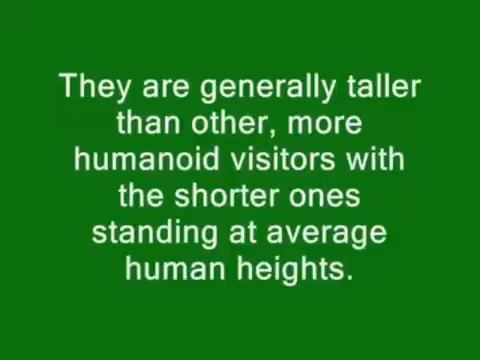 They are generally taller
than other, more
humanoid visitors with
the shorter ones
standing at average
human heights.